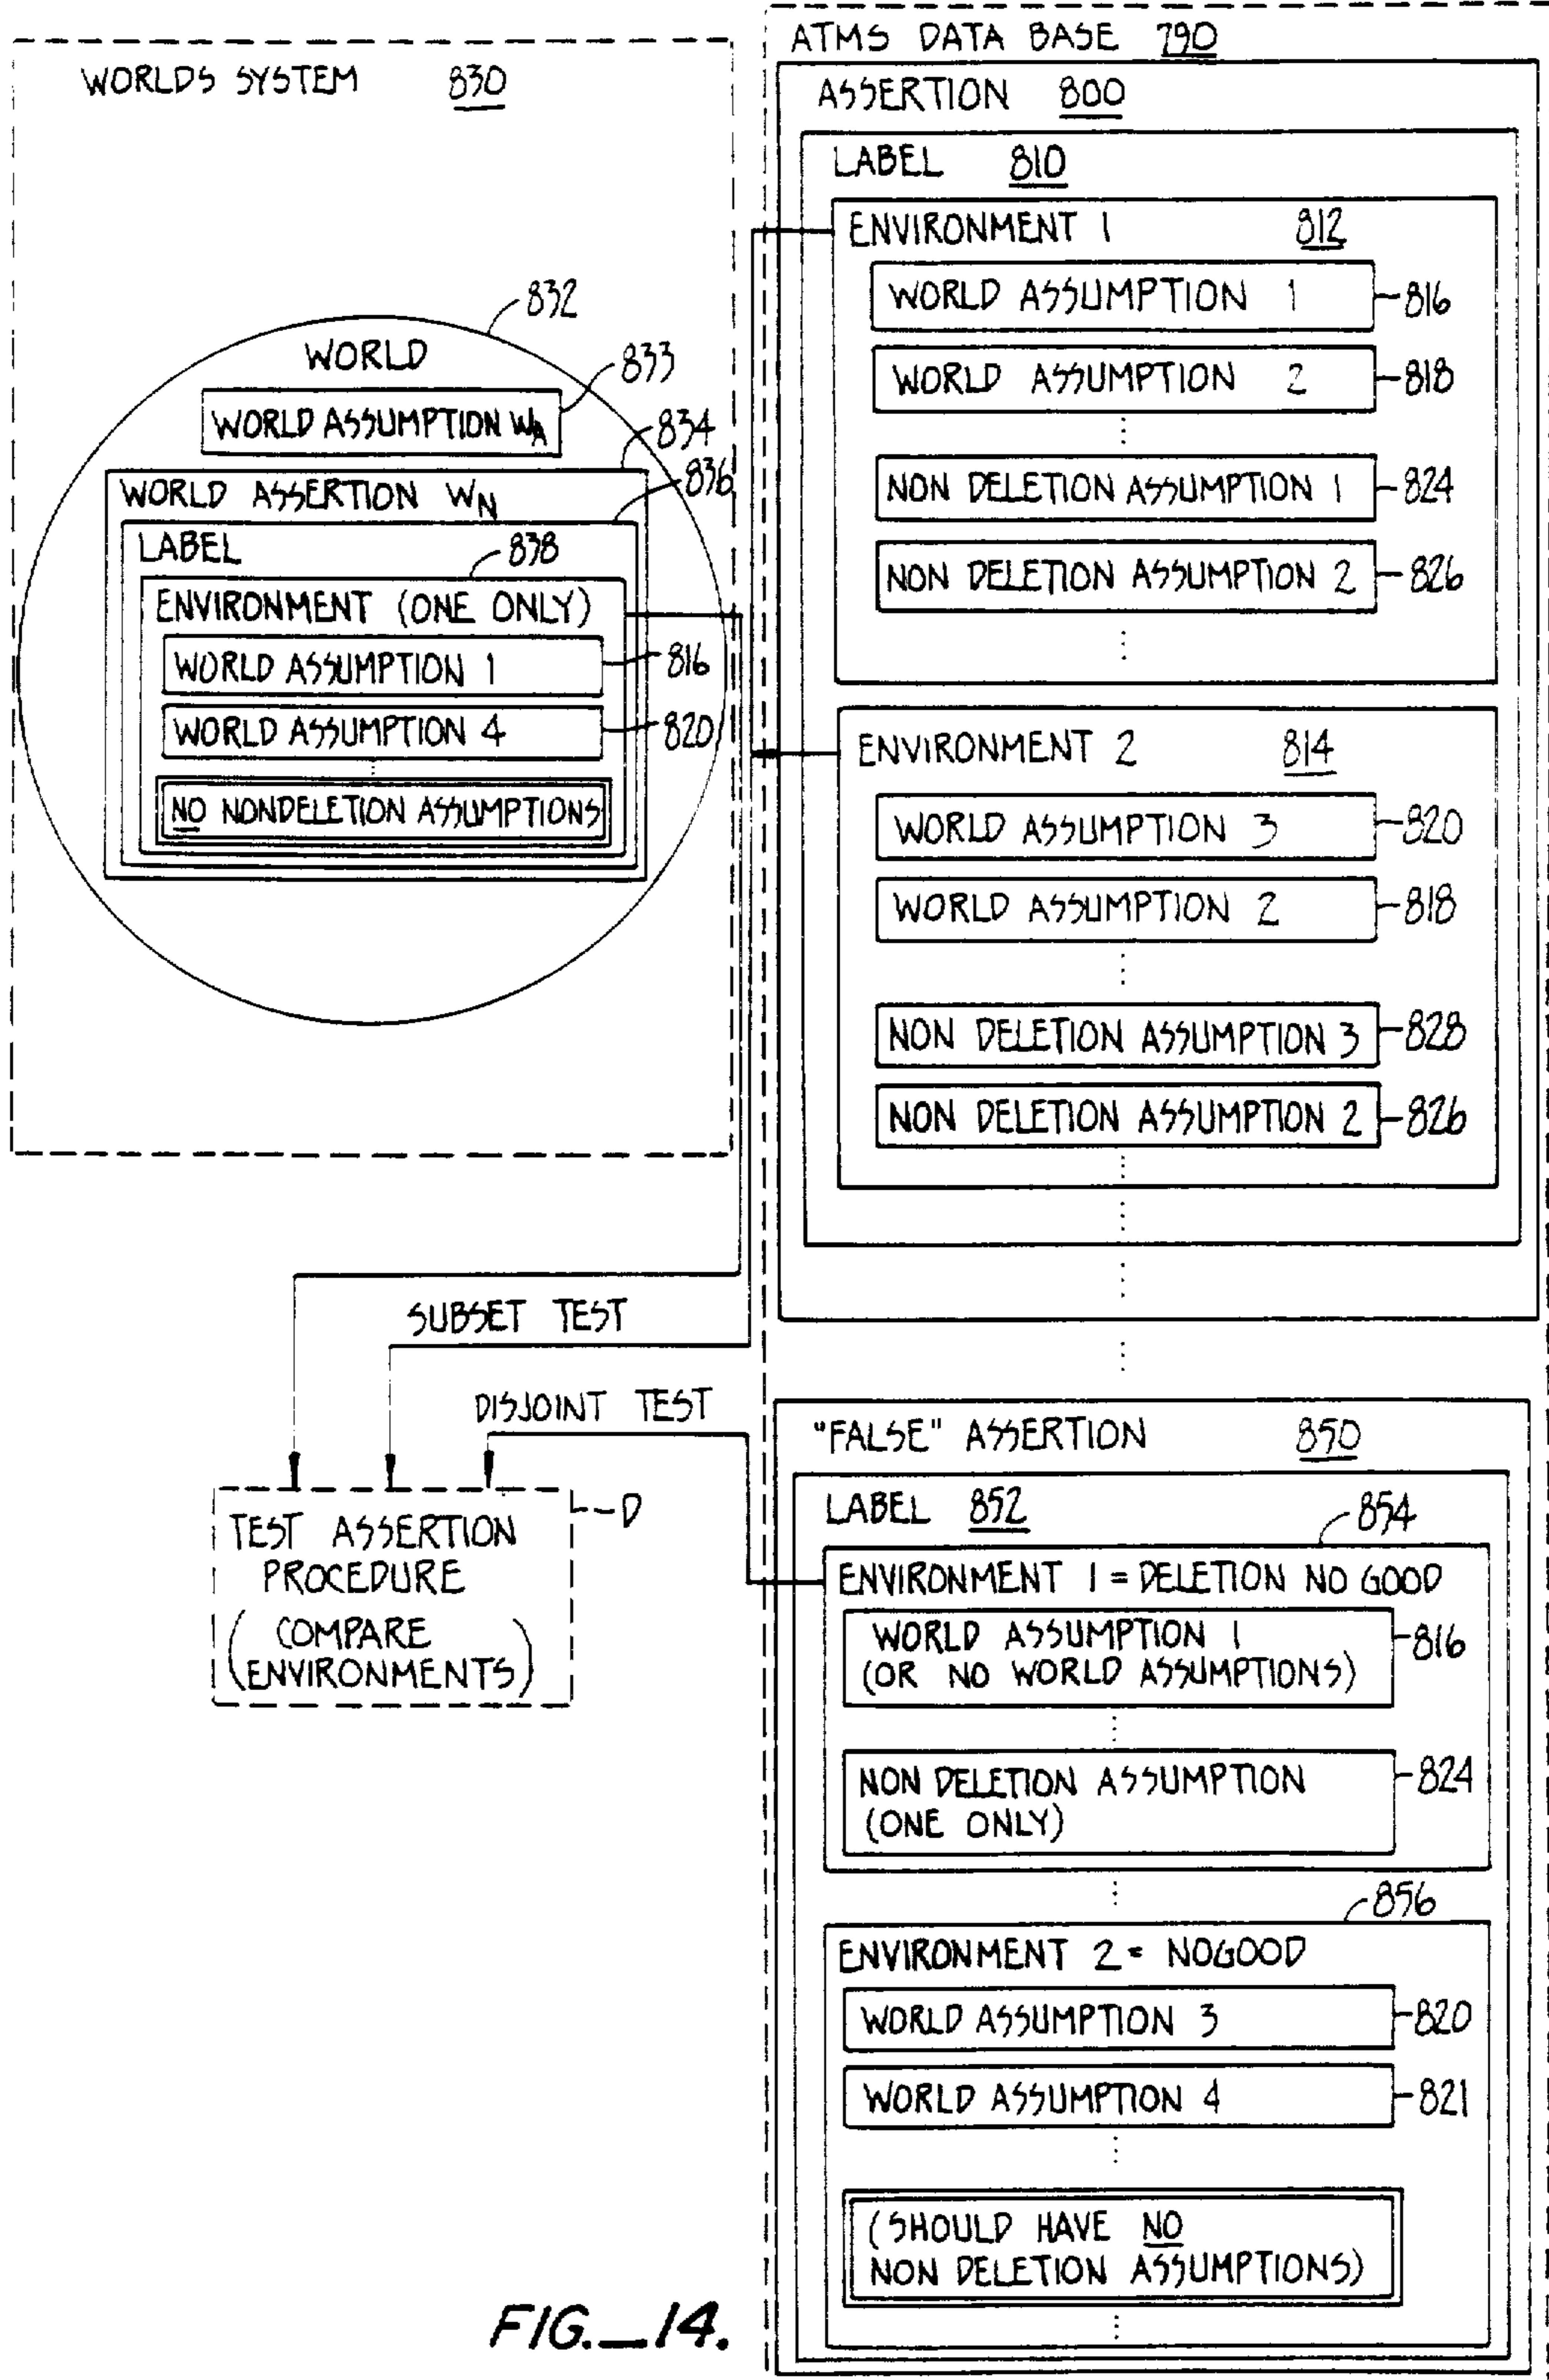 WORLDS SYSTEM 830
832
WORLD
833
WORLD ASSUMPTION WA
834
WORLD ASSERTION WN
836
LABEL
838
ENVIRONMENT (ONE ONLY)
WORLD ASSUMPTION 1
816
WORLD ASSUMPTION 4
820
NO NONDELETION ASSUMPTIONS
ATMS DATA BASE 790
ASSERTION 800
LABEL 810
ENVIRONMENT 1 812
WORLD ASSUMPTION 1
816
WORLD ASSUMPTION 2
818
NON DELETION ASSUMPTION 1
824
NON DELETION ASSUMPTION 2
826
ENVIRONMENT 2 814
WORLD ASSUMPTION 3
820
WORLD ASSUMPTION 2
818
NON DELETION ASSUMPTION 3
828
NON DELETION ASSUMPTION 2
826
SUBSET TEST
DISJOINT TEST
TEST ASSERTION
PROCEDURE
(COMPARE
ENVIRONMENTS)
D
"FALSE" ASSERTION 850
LABEL 852
854
ENVIRONMENT 1 = DELETION NO GOOD
WORLD ASSUMPTION 1
(OR NO WORLD ASSUMPTIONS)
816
NON DELETION ASSUMPTION
(ONE ONLY)
824
856
ENVIRONMENT 2 = NOGOOD
WORLD ASSUMPTION 3
820
WORLD ASSUMPTION 4
821
(SHOULD HAVE NO
NON DELETION ASSUMPTIONS)
FIG._14.